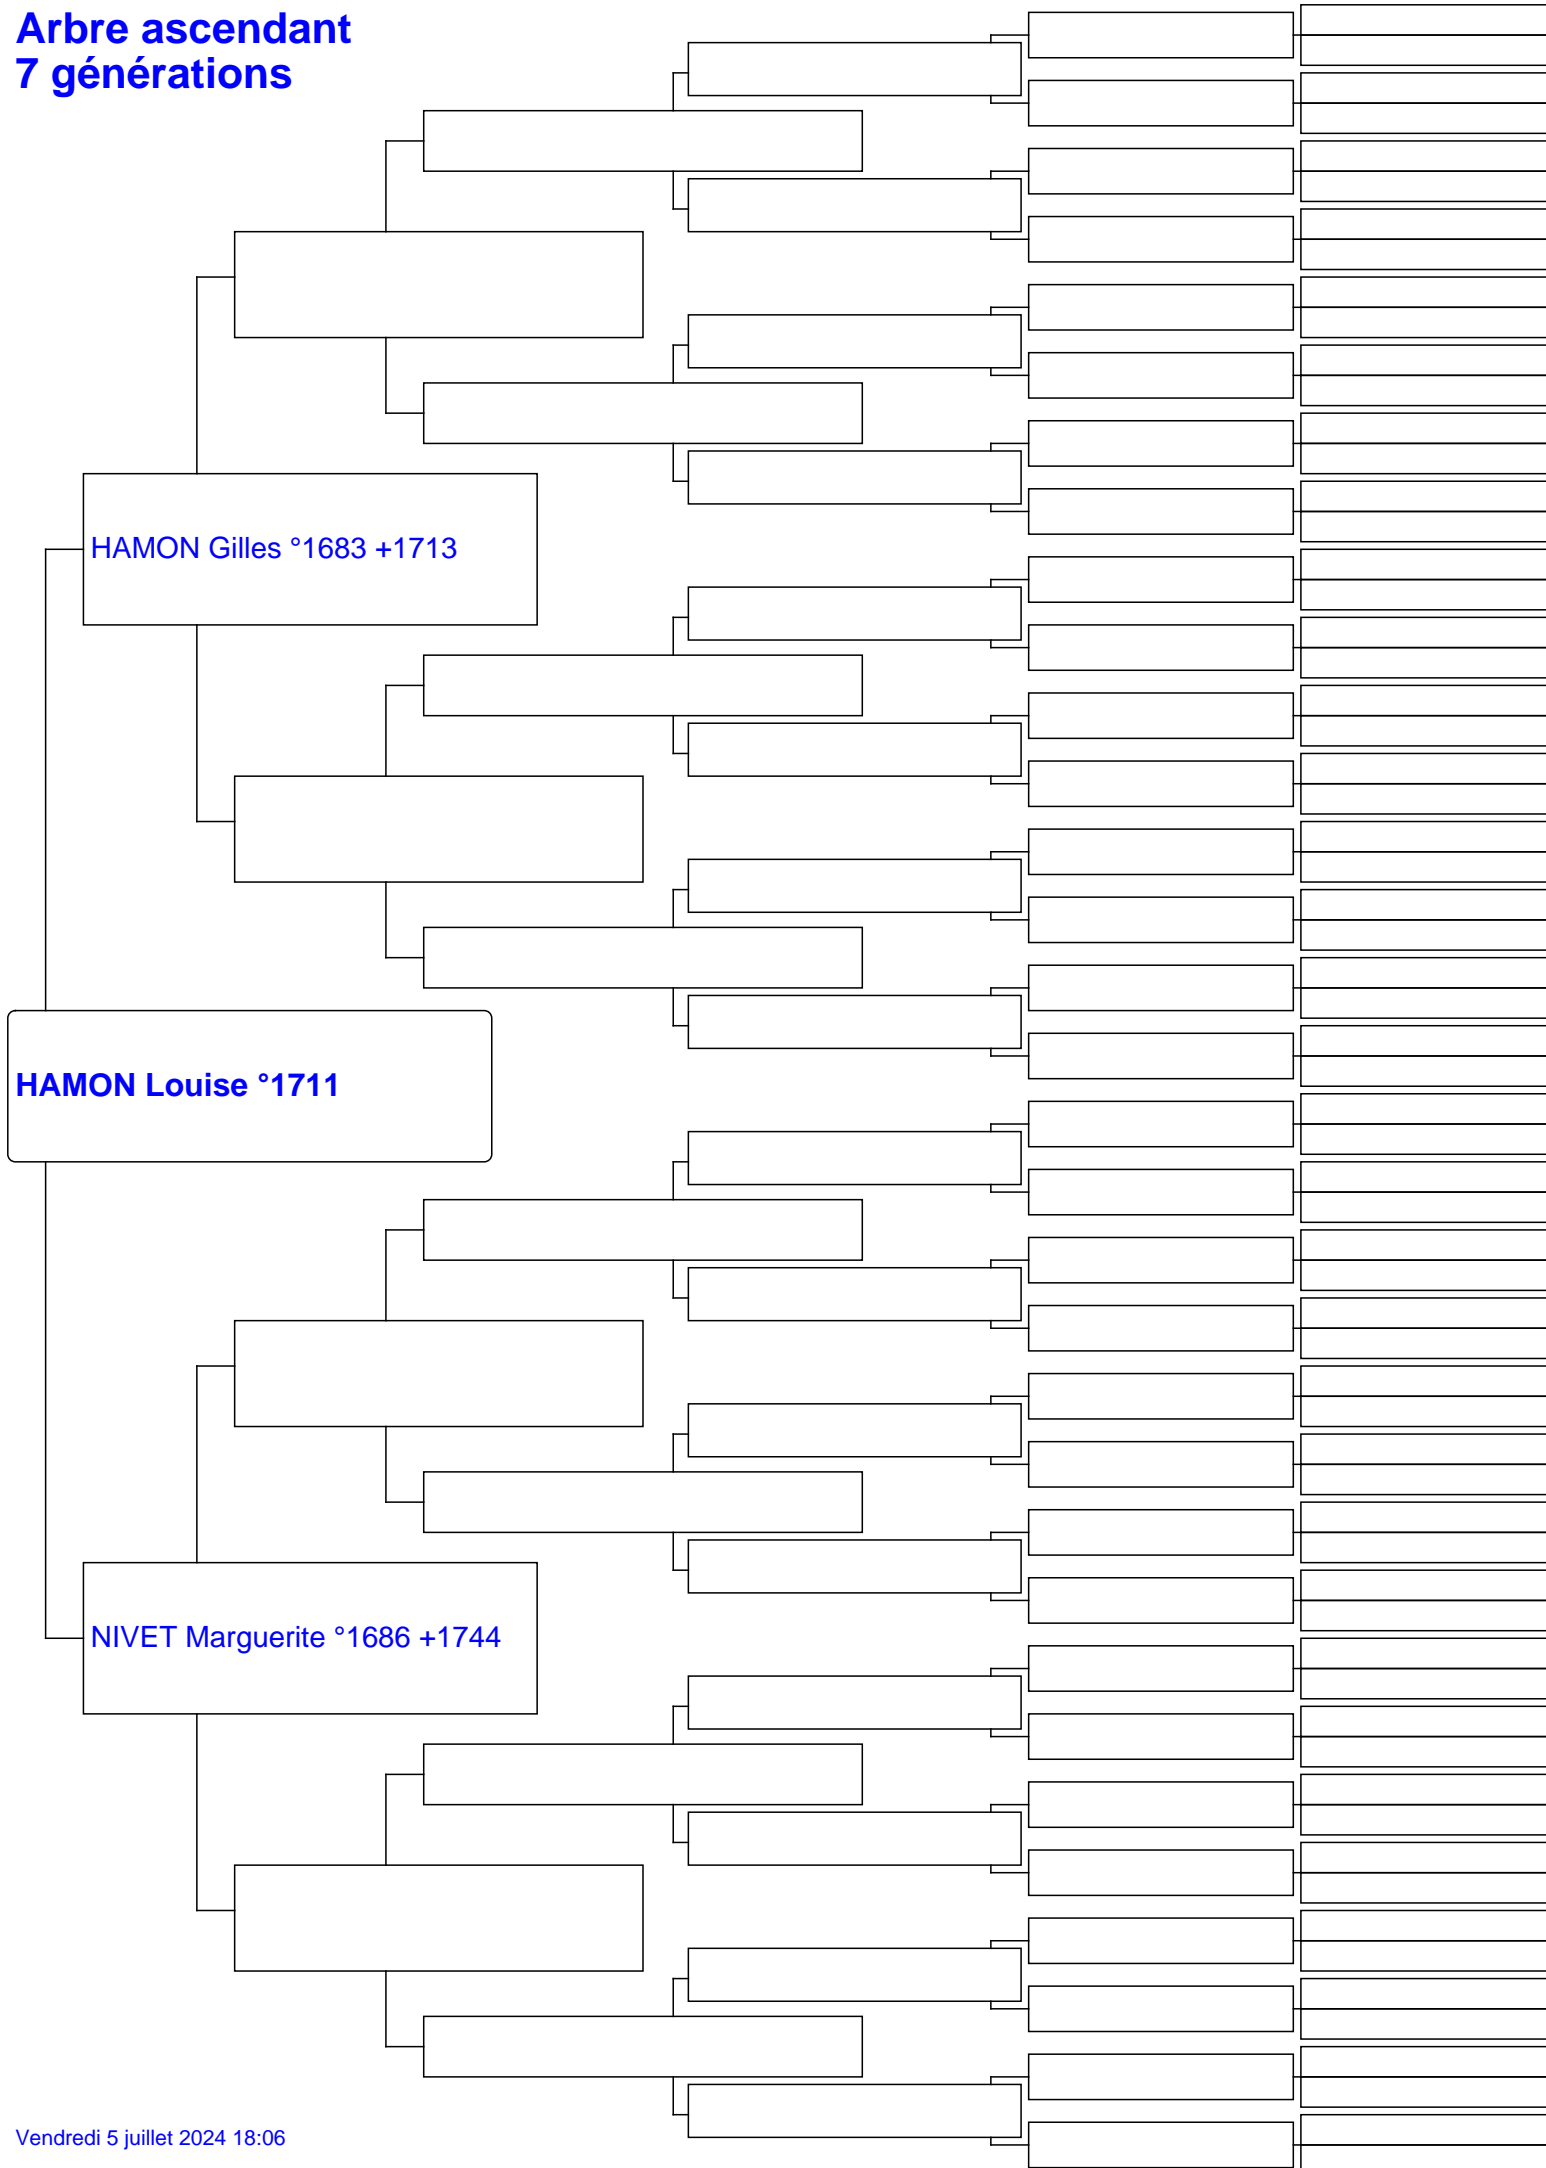 Arbre ascendant
7 générations
HAMON Gilles °1683 +1713
HAMON Louise °1711
NIVET Marguerite °1686 +1744
Vendredi 5 juillet 2024 18:06